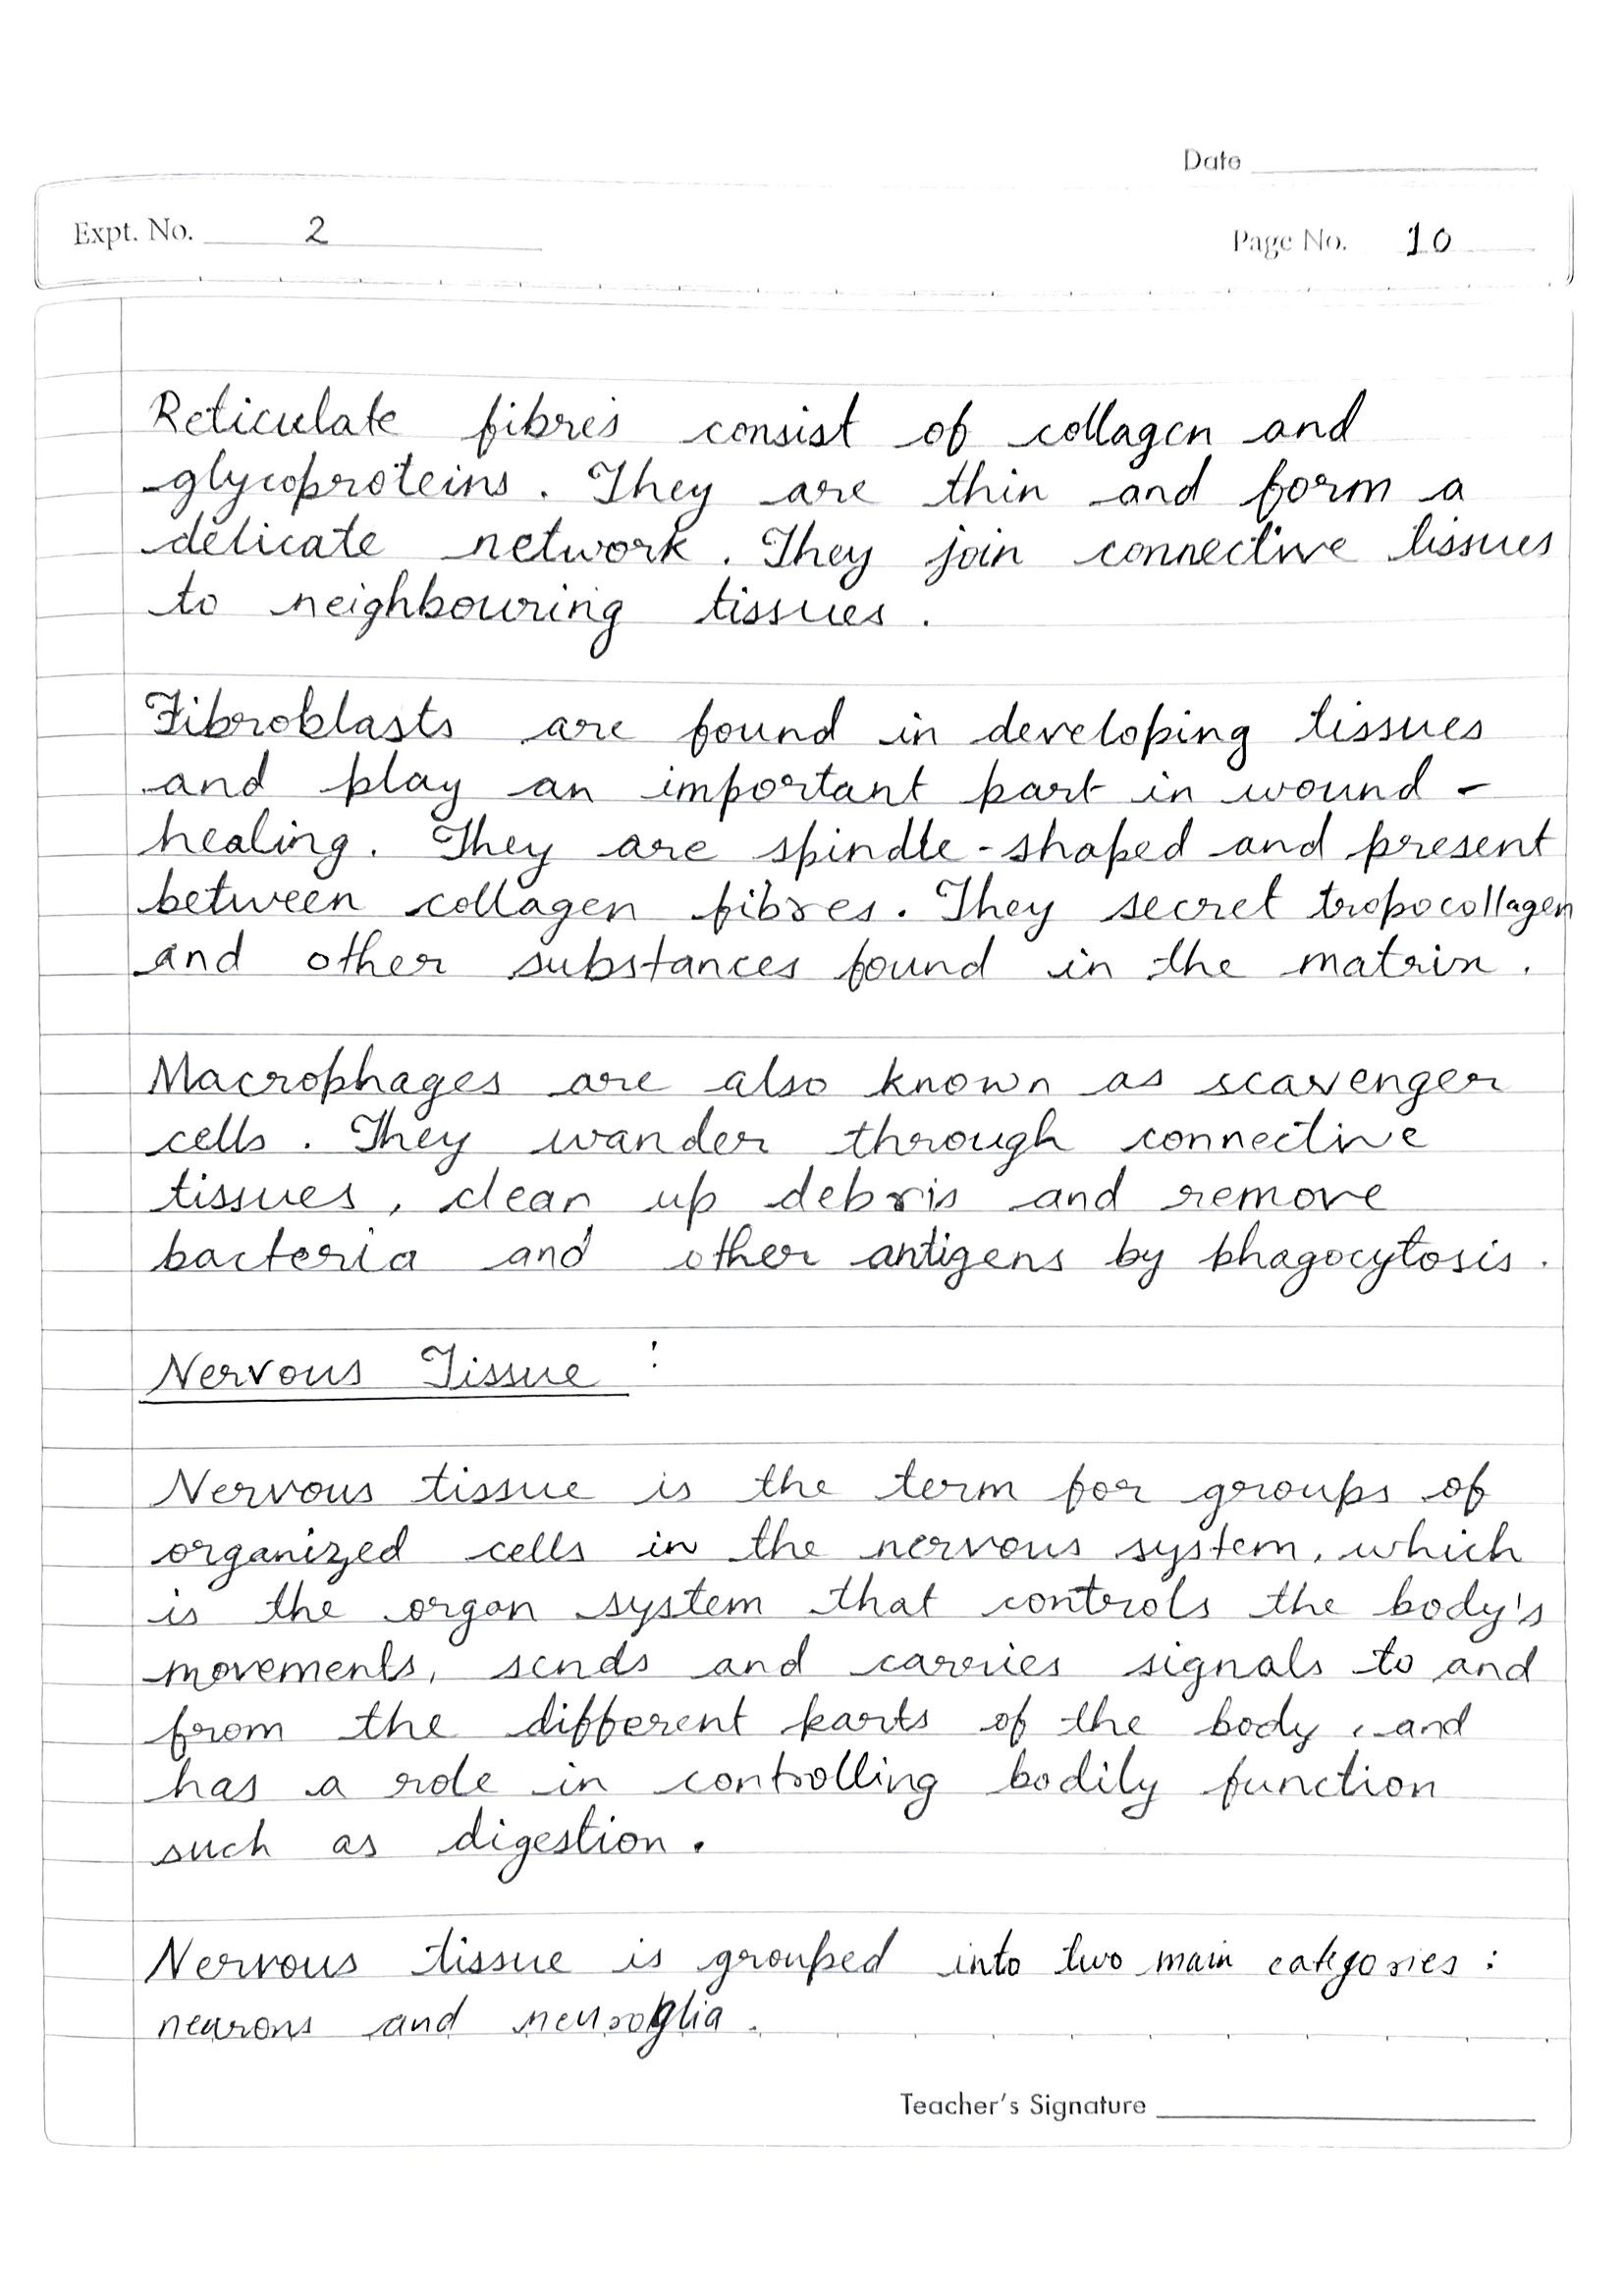 Date
Expt. No. 2
Page No. 10
Reticulate fibres consist of collagen and
glycoproteins. They are thin and form a
delicate network. They join connective tissues
to neighbouring tissues.
Fibroblasts are found in developing tissues
and play an important part in wound -
healing. They are spindle-shaped and present
between collagen fibres. They secret tropocollagen
and other substances found in the matrix.
Macrophages are also known as scavenger
cells. They wander through connective
tissues, clean up debris and remove
bacteria and other antigens by phagocytosis.
Nervous Tissue :
Nervous tissue is the term for groups of
organized cells in the nervous system, which
is the organ system that controls the body's
movements, sends and carries signals to and
from the different parts of the body, and
has a role in controlling bodily function
such as digestion.
Nervous tissue is grouped into two main categories :
neurons and neuroglia.
Teacher's Signature